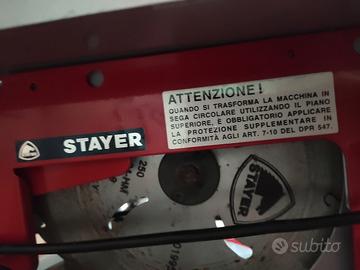 ATTENZIONE!
QUANDO SI TRASFORMA LA MACCHINA IN
SEGA CIRCOLARE UTILIZZANDO IL PIANO
SUPERIORE, È OBBLIGATORIO APPLICARE
LA PROTEZIONE SUPPLEMENTARE IN
CONFORMITÀ AGLI ART. 7-10 DEL DPR 547.
STAYER
250
STAYER
subito